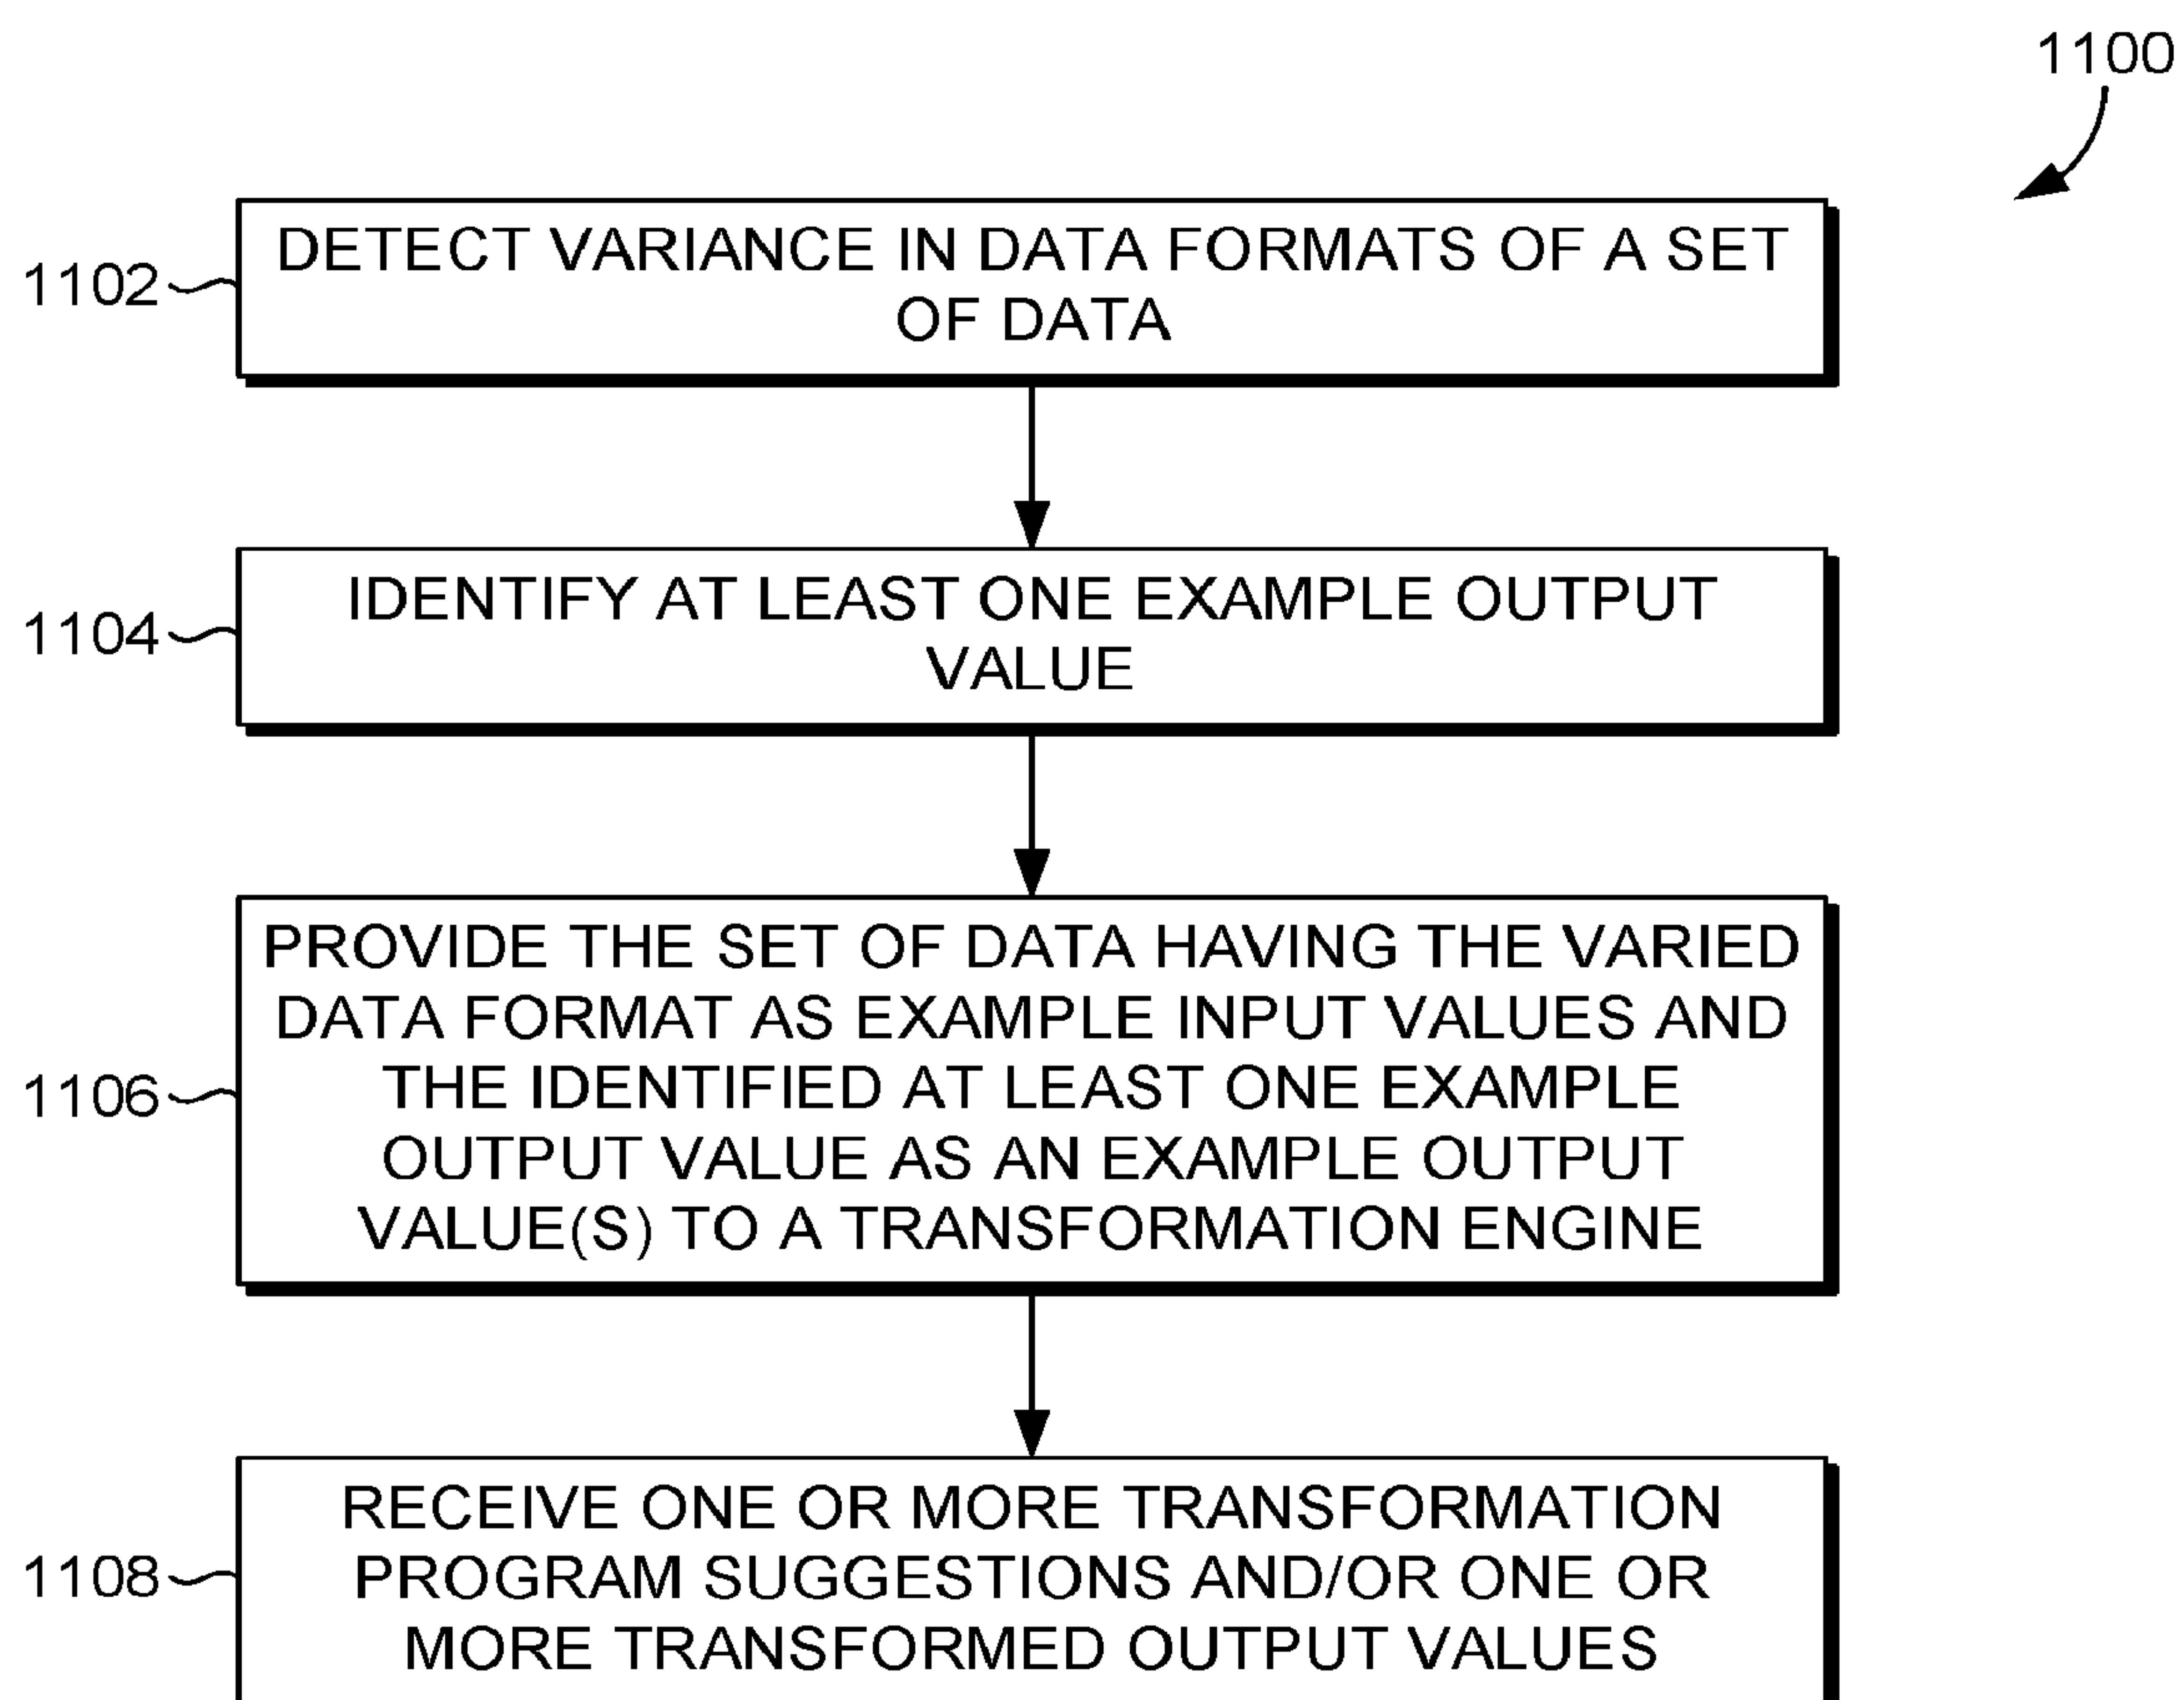 1100
1102
DETECT VARIANCE IN DATA FORMATS OF A SET
OF DATA
1104
IDENTIFY AT LEAST ONE EXAMPLE OUTPUT
VALUE
1106
PROVIDE THE SET OF DATA HAVING THE VARIED
DATA FORMAT AS EXAMPLE INPUT VALUES AND
THE IDENTIFIED AT LEAST ONE EXAMPLE
OUTPUT VALUE AS AN EXAMPLE OUTPUT
VALUE(S) TO A TRANSFORMATION ENGINE
1108
RECEIVE ONE OR MORE TRANSFORMATION
PROGRAM SUGGESTIONS AND/OR ONE OR
MORE TRANSFORMED OUTPUT VALUES